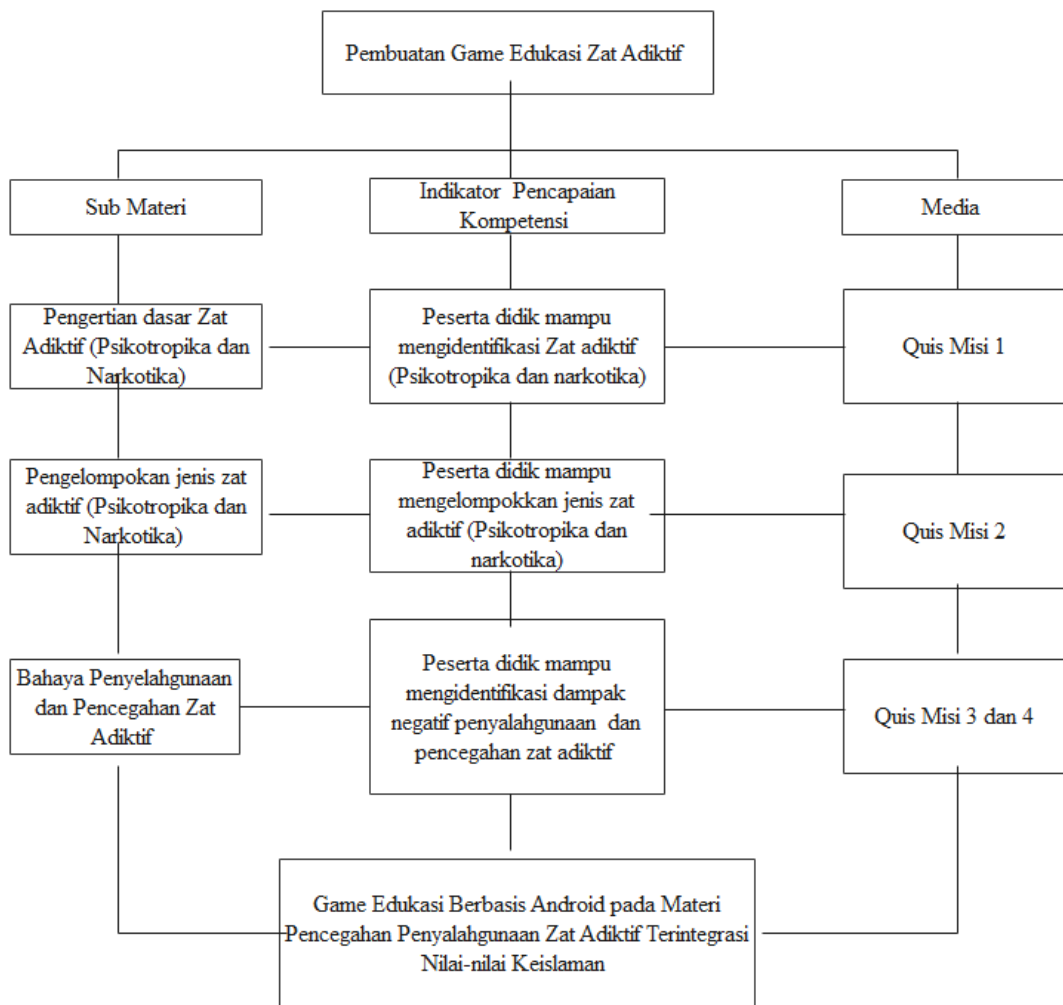 Pembuatan Game Edukasi Zat Adiktif
Sub Materi
Indikator Pencapaian
Kompetensi
Media
Pengertian dasar Zat
Adiktif (Psikotropika dan
Narkotika)
Peserta didik mampu
mengidentifikasi Zat adiktif
(Psikotropika dan narkotika)
Quis Misi 1
Pengelompokan jenis zat
adiktif (Psikotropika dan
Narkotika)
Peserta didik mampu
mengelompokkan jenis zat
adiktif (Psikotropika dan
narkotika)
Quis Misi 2
Bahaya Penyelahgunaan
dan Pencegahan Zat
Adiktif
Peserta didik mampu
mengidentifikasi dampak
negatif penyalahgunaan dan
pencegahan zat adiktif
Quis Misi 3 dan 4
Game Edukasi Berbasis Android pada Materi
Pencegahan Penyalahgunaan Zat Adiktif Terintegrasi
Nilai-nilai Keislaman